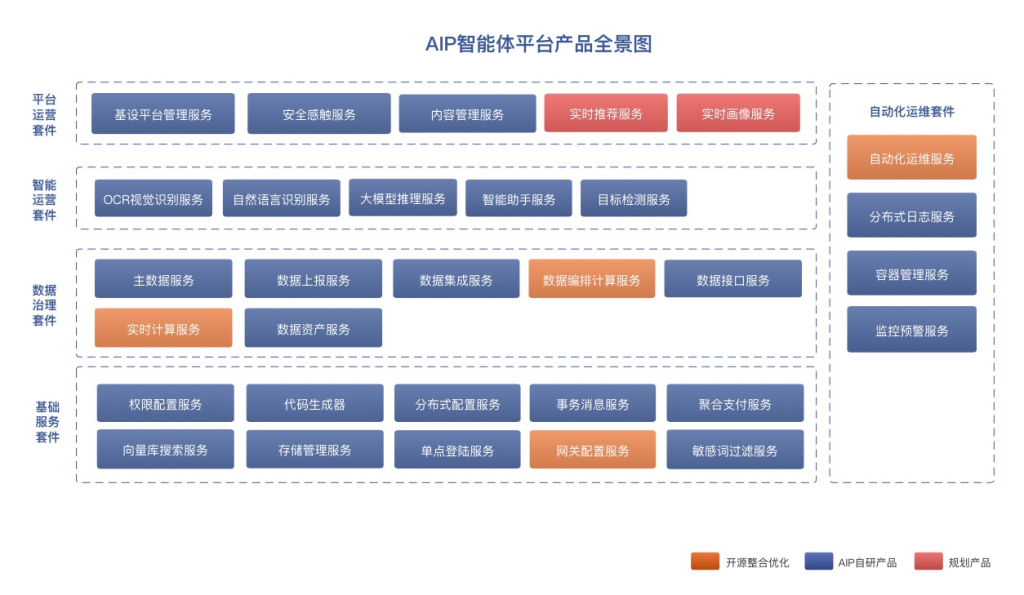 AIP智能体平台产品全景图
平台
运营
套件
基设平台管理服务
安全感触服务
内容管理服务
实时推荐服务
实时画像服务
智能
运营
套件
OCR视觉识别服务
自然语言识别服务
大模型推理服务
智能助手服务
目标检测服务
数据
治理
套件
主数据服务
数据上报服务
数据集成服务
数据编排计算服务
数据接口服务
实时计算服务
数据资产服务
基础
服务
套件
权限配置服务
代码生成器
分布式配置服务
事务消息服务
聚合支付服务
向量库搜索服务
存储管理服务
单点登陆服务
网关配置服务
敏感词过滤服务
自动化运维套件
自动化运维服务
分布式日志服务
容器管理服务
监控预警服务
开源整合优化
AIP自研产品
规划产品